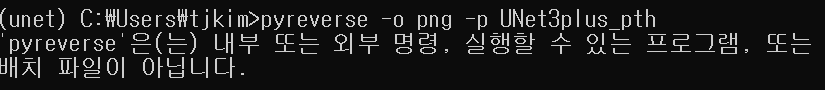 (unet) C:₩Users₩tjkim>pyreverse -o png -p UNet3plus_pth
'pyreverse'은(는) 내부 또는 외부 명령, 실행할 수 있는 프로그램, 또는
배치 파일이 아닙니다.